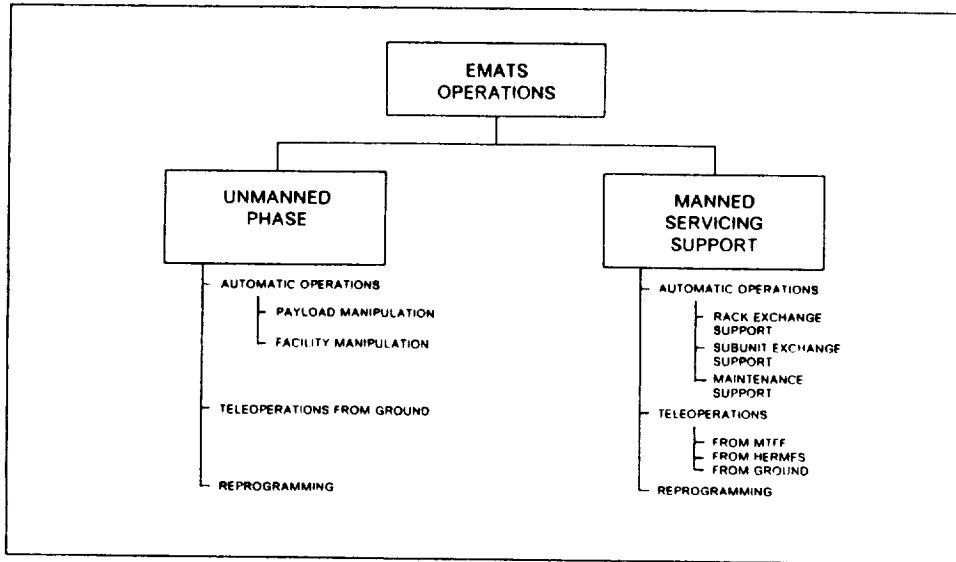 EMATS
OPERATIONS
UNMANNED
PHASE
AUTOMATIC OPERATIONS
PAYLOAD MANIPULATION
FACILITY MANIPULATION
TELEOPERATIONS FROM GROUND
REPROGRAMMING
MANNED
SERVICING
SUPPORT
AUTOMATIC OPERATIONS
RACK EXCHANGE
SUPPORT
SUBUNIT EXCHANGE
SUPPORT
MAINTENANCE
SUPPORT
TELEOPERATIONS
FROM MTFF
FROM HERMES
FROM GROUND
REPROGRAMMING